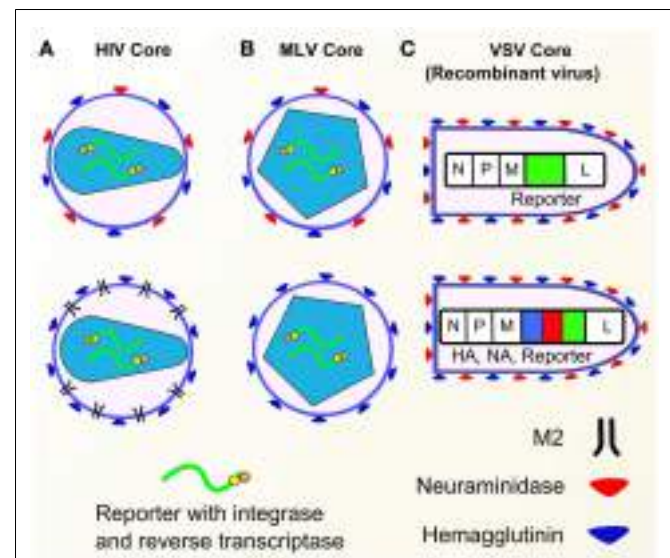 A HIV Core B MLV Core C VSV Core
(Recombinant virus)
N P M L
Reporter
N P M L
HA, NA, Reporter
M2
Neuraminidase
Reporter with integrase
and reverse transcriptase
Hemagglutinin